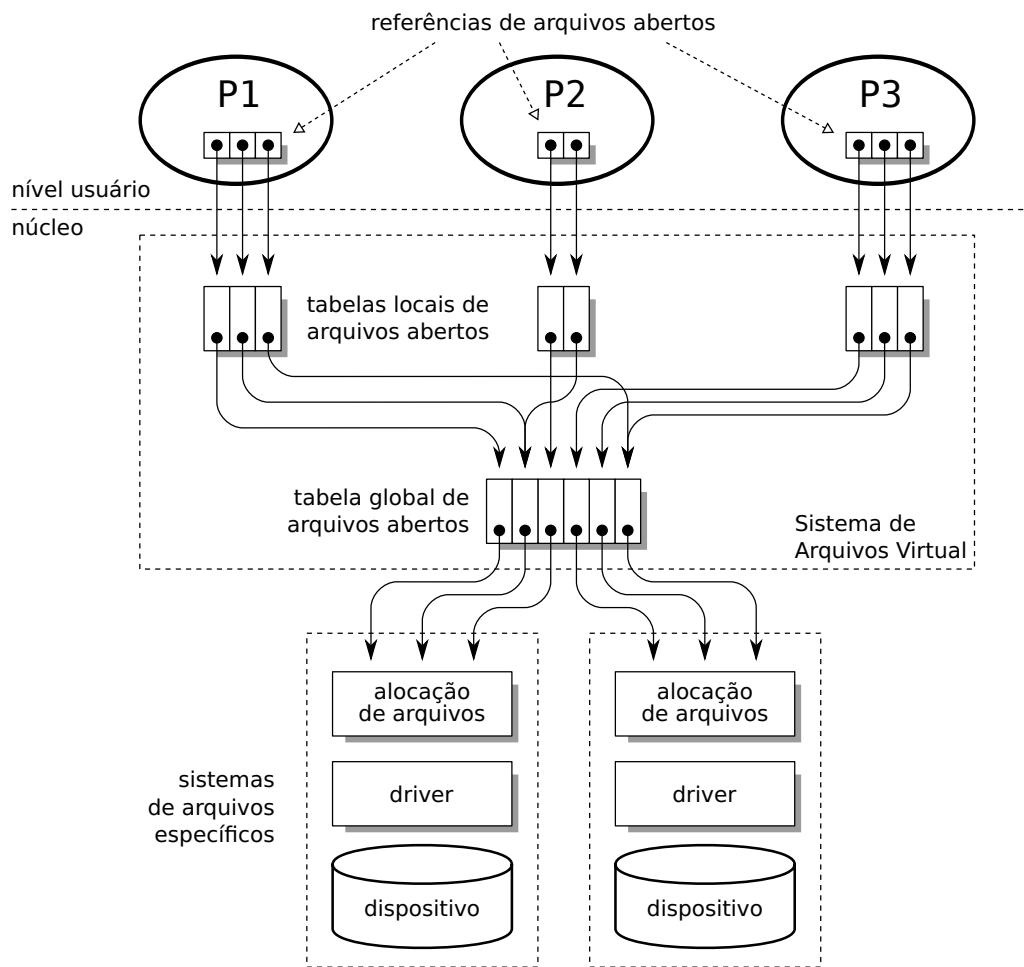 referências de arquivos abertos
P1
P2
P3
nível usuário
núcleo
tabelas locais de
arquivos abertos
tabela global de
arquivos abertos
Sistema de
Arquivos Virtual
alocação
de arquivos
alocação
de arquivos
sistemas
de arquivos
específicos
driver
driver
dispositivo
dispositivo